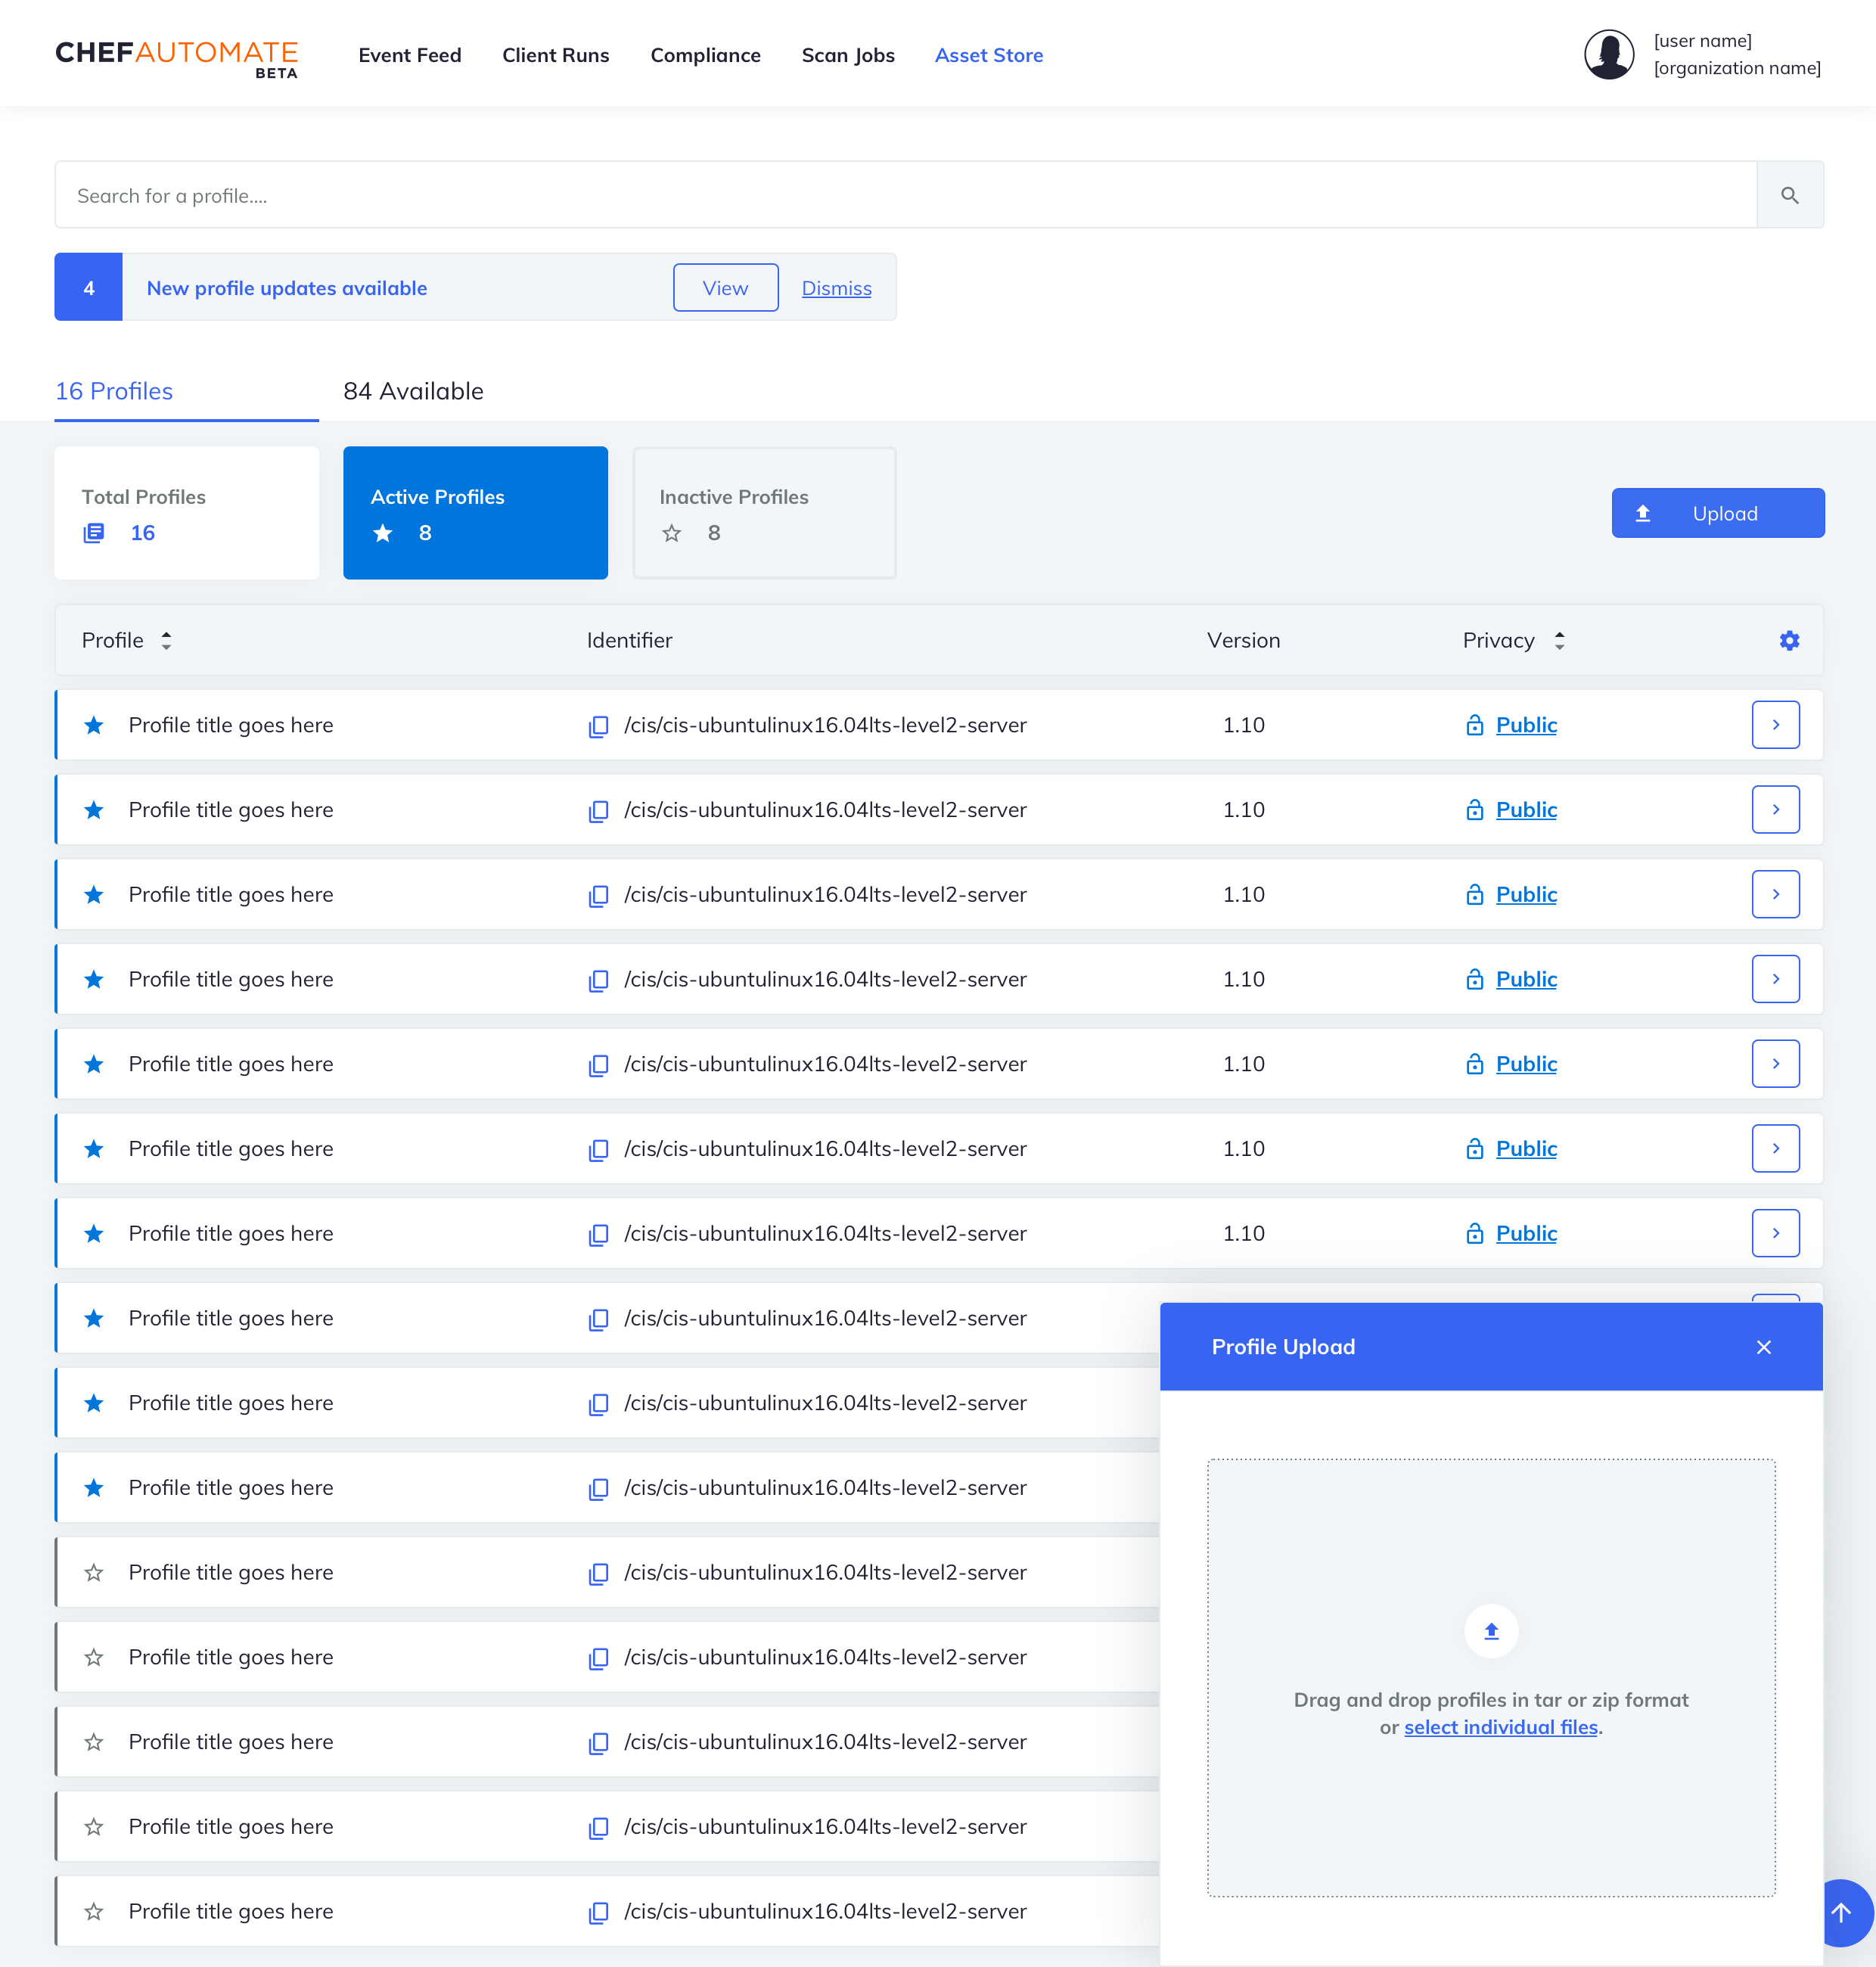 CHEFAUTOMATE
BETA
Event Feed Client Runs Compliance Scan Jobs Asset Store
[user name]
[organization name]
Search for a profile....
4 New profile updates available View Dismiss
16 Profiles 84 Available
Total Profiles Active Profiles Inactive Profiles
16 8 8
Upload
Profile Identifier Version Privacy
Profile title goes here /cis/cis-ubuntulinux16.04lts-level2-server 1.10 Public
Profile title goes here /cis/cis-ubuntulinux16.04lts-level2-server 1.10 Public
Profile title goes here /cis/cis-ubuntulinux16.04lts-level2-server 1.10 Public
Profile title goes here /cis/cis-ubuntulinux16.04lts-level2-server 1.10 Public
Profile title goes here /cis/cis-ubuntulinux16.04lts-level2-server 1.10 Public
Profile title goes here /cis/cis-ubuntulinux16.04lts-level2-server 1.10 Public
Profile title goes here /cis/cis-ubuntulinux16.04lts-level2-server 1.10 Public
Profile title goes here /cis/cis-ubuntulinux16.04lts-level2-server
Profile title goes here /cis/cis-ubuntulinux16.04lts-level2-server
Profile title goes here /cis/cis-ubuntulinux16.04lts-level2-server
Profile title goes here /cis/cis-ubuntulinux16.04lts-level2-server
Profile title goes here /cis/cis-ubuntulinux16.04lts-level2-server
Profile title goes here /cis/cis-ubuntulinux16.04lts-level2-server
Profile title goes here /cis/cis-ubuntulinux16.04lts-level2-server
Profile title goes here /cis/cis-ubuntulinux16.04lts-level2-server
Profile Upload
Drag and drop profiles in tar or zip format
or select individual files.